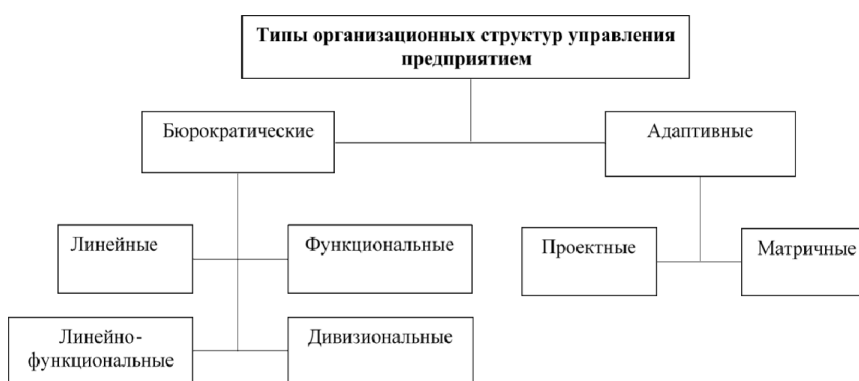 Типы организационных структур управления
предприятием
Бюрократические
Адаптивные
Линейные
Функциональные
Проектные
Матричные
Линейно-
функциональные
Дивизиональные